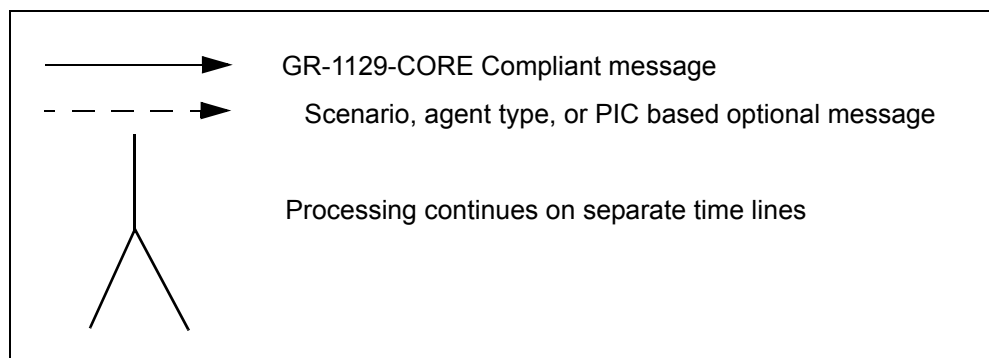 GR-1129-CORE Compliant message
Scenario, agent type, or PIC based optional message
Processing continues on separate time lines